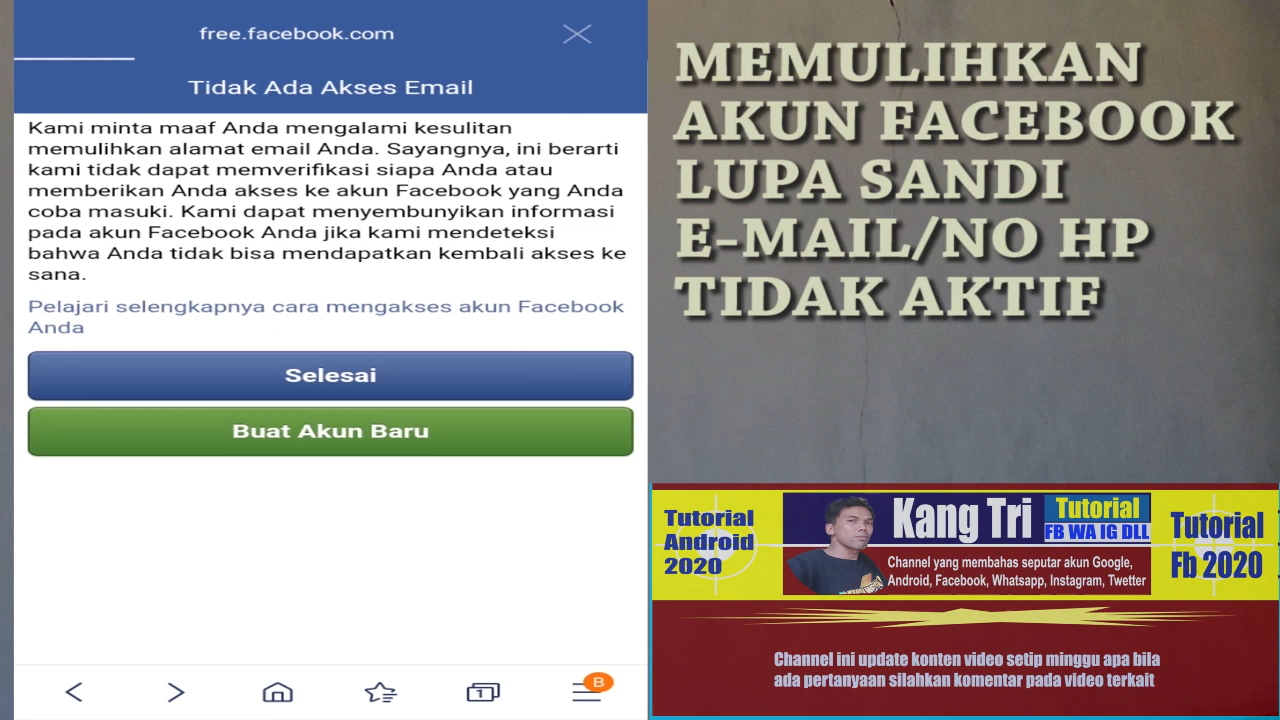 free.facebook.com
Tidak Ada Akses Email
Kami minta maaf Anda mengalami kesulitan
memulihkan alamat email Anda. Sayangnya, ini berarti
kami tidak dapat memverifikasi siapa Anda atau
memberikan Anda akses ke akun Facebook yang Anda
coba masuki. Kami dapat menyembunyikan informasi
pada akun Facebook Anda jika kami mendeteksi
bahwa Anda tidak bisa mendapatkan kembali akses ke
sana.
Pelajari selengkapnya cara mengakses akun Facebook
Anda
Selesai
Buat Akun Baru
1
B
MEMULIHKAN
AKUN FACEBOOK
LUPA SANDI
E-MAIL/NO HP
TIDAK AKTIF
Tutorial
Android
2020
Kang Tri
Tutorial
FB WA IG DLL
Channel yang membahas seputar akun Google,
Android, Facebook, Whatsapp, Instagram, Twetter
Tutorial
Fb 2020
Channel ini update konten video setip minggu apa bila
ada pertanyaan silahkan komentar pada video terkait